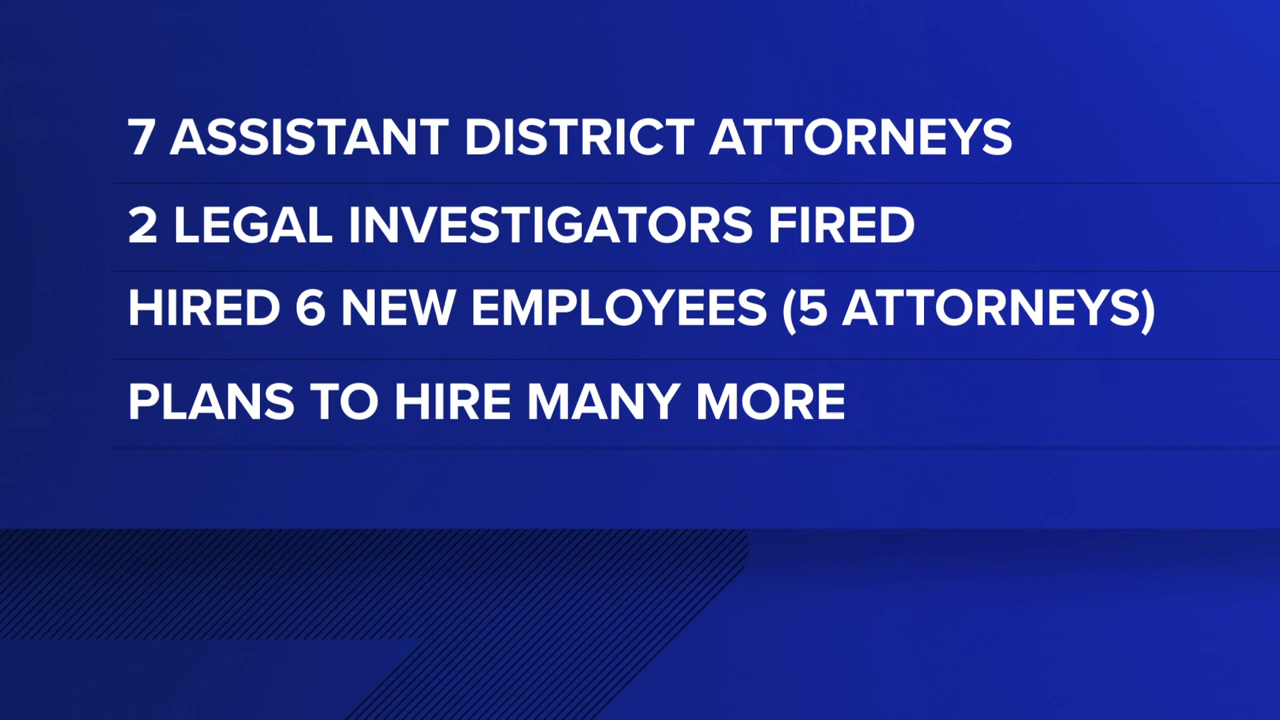 7 ASSISTANT DISTRICT ATTORNEYS
2 LEGAL INVESTIGATORS FIRED
HIRED 6 NEW EMPLOYEES (5 ATTORNEYS)
PLANS TO HIRE MANY MORE